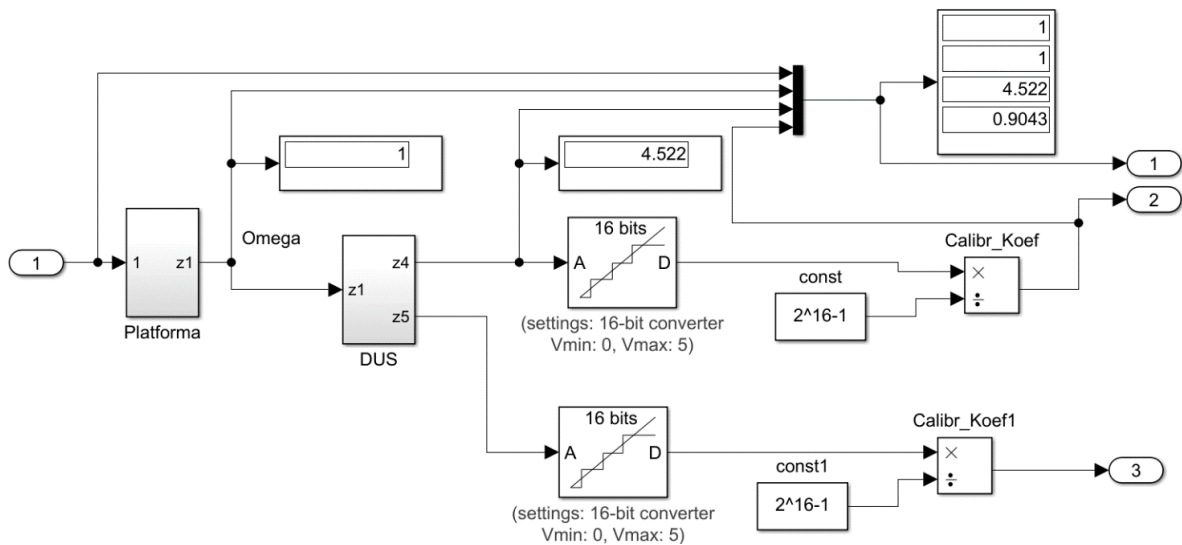 1
1
4.522
0.9043
1
4.522
1
2
16 bits
A
D
Omega
Calibr_Koef
1
1
z1
z4
×
const
z1
÷
2^16-1
Platforma
z5
(settings: 16-bit converter
Vmin: 0, Vmax: 5)
DUS
16 bits
Calibr_Koef1
A
D
×
const1
3
÷
2^16-1
(settings: 16-bit converter
Vmin: 0, Vmax: 5)